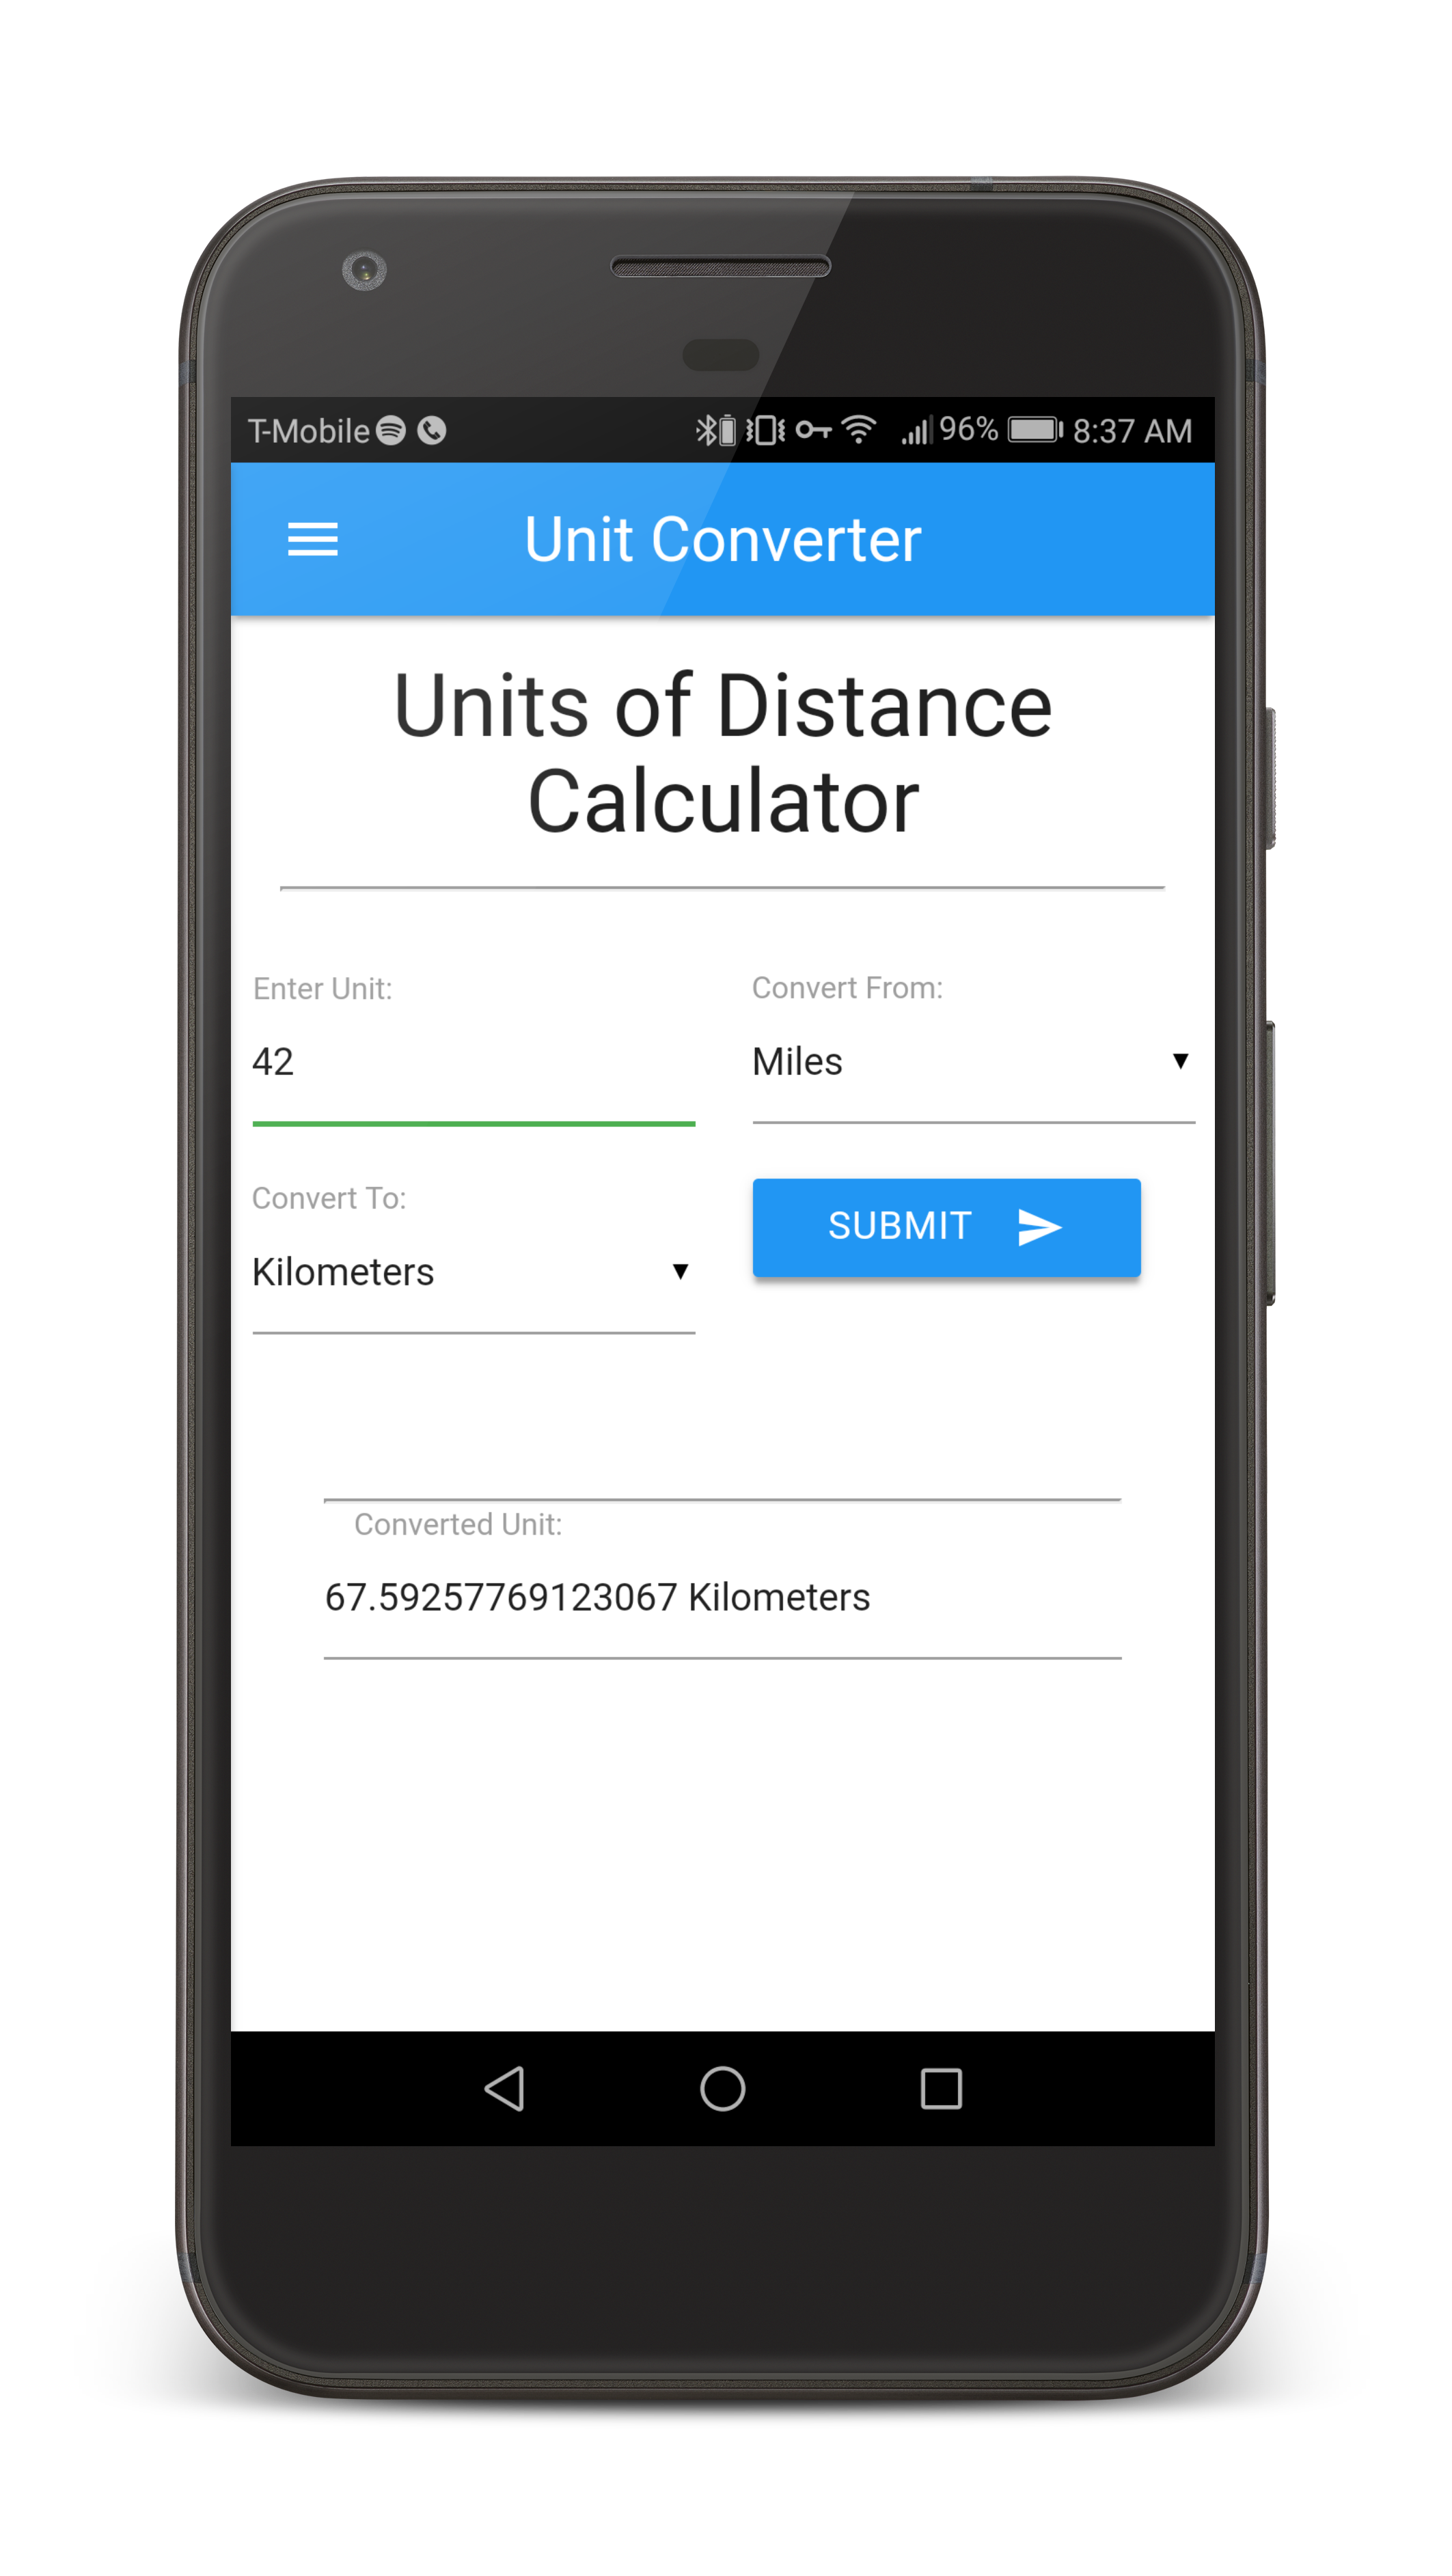 T-Mobile 96% 8:37 AM
Unit Converter
Units of Distance
Calculator
Enter Unit:
Convert From:
42
Miles
Convert To:
SUBMIT
Kilometers
Converted Unit:
67.59257769123067 Kilometers